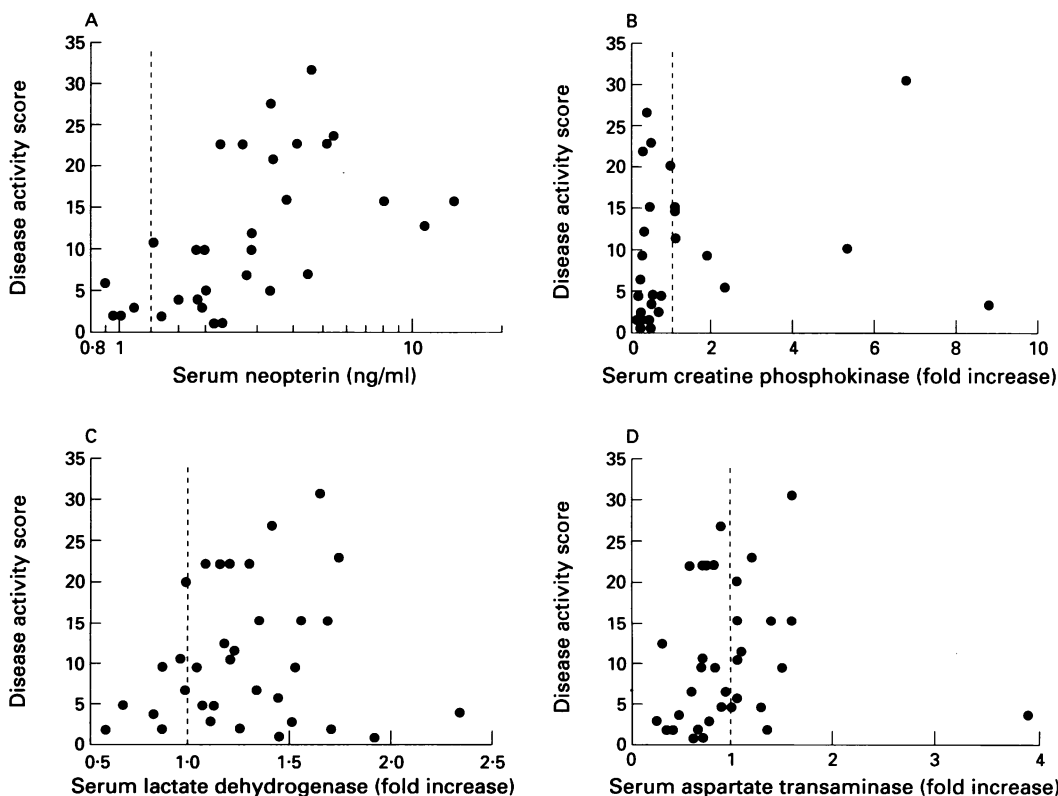 A
35
30
25
20
15
10
5
0
Disease activity score
0·8 1 10
Serum neopterin (ng/ml)
B
35
30
25
20
15
10
5
0
Disease activity score
0 2 4 6 8 10
Serum creatine phosphokinase (fold increase)
C
35
30
25
20
15
10
5
0
Disease activity score
0·5 1·0 1·5 2·0 2·5
Serum lactate dehydrogenase (fold increase)
D
35
30
25
20
15
10
5
0
Disease activity score
0 1 2 3 4
Serum aspartate transaminase (fold increase)